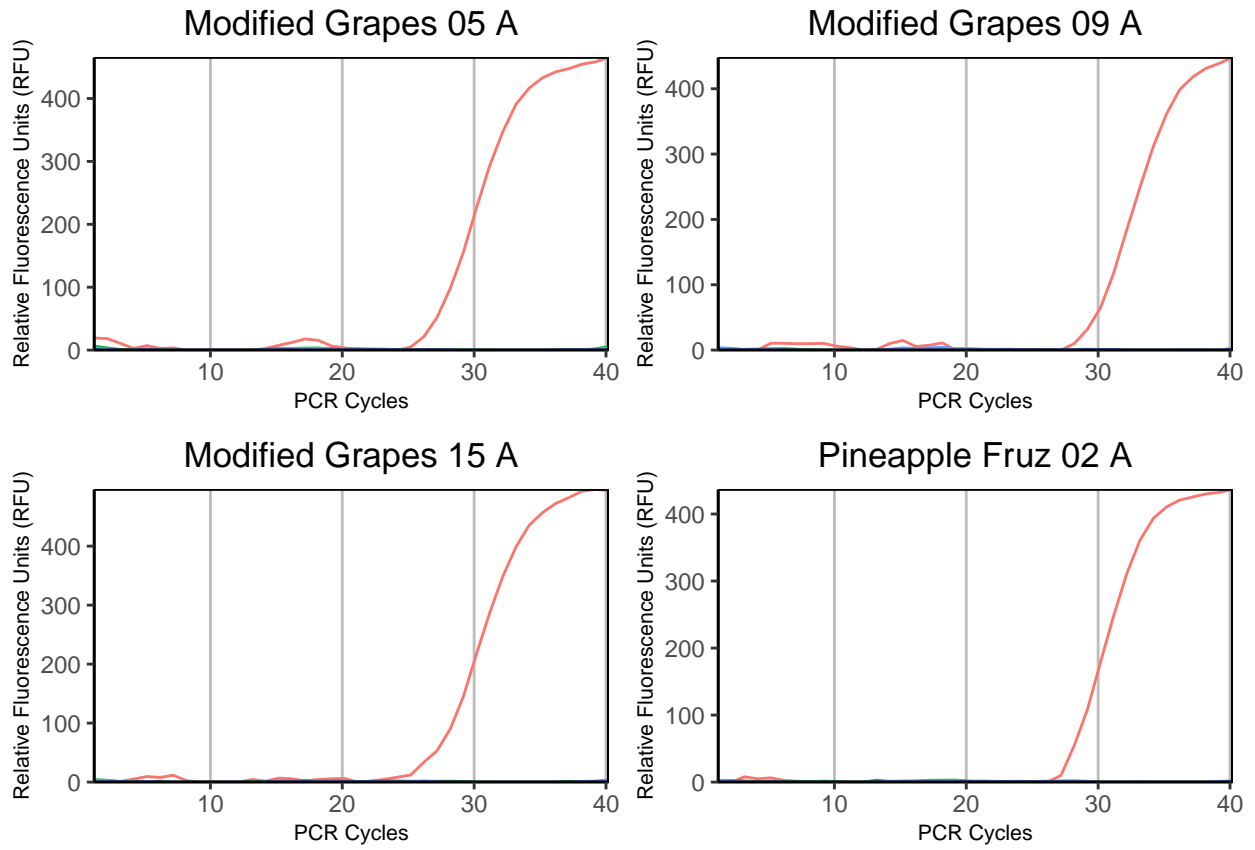 Modified Grapes 05 A
Relative Fluorescence Units (RFU)
400
300
200
100
0
10 20 30 40
PCR Cycles
Modified Grapes 09 A
Relative Fluorescence Units (RFU)
400
300
200
100
0
10 20 30 40
PCR Cycles
Modified Grapes 15 A
Relative Fluorescence Units (RFU)
400
300
200
100
0
10 20 30 40
PCR Cycles
Pineapple Fruz 02 A
Relative Fluorescence Units (RFU)
400
300
200
100
0
10 20 30 40
PCR Cycles